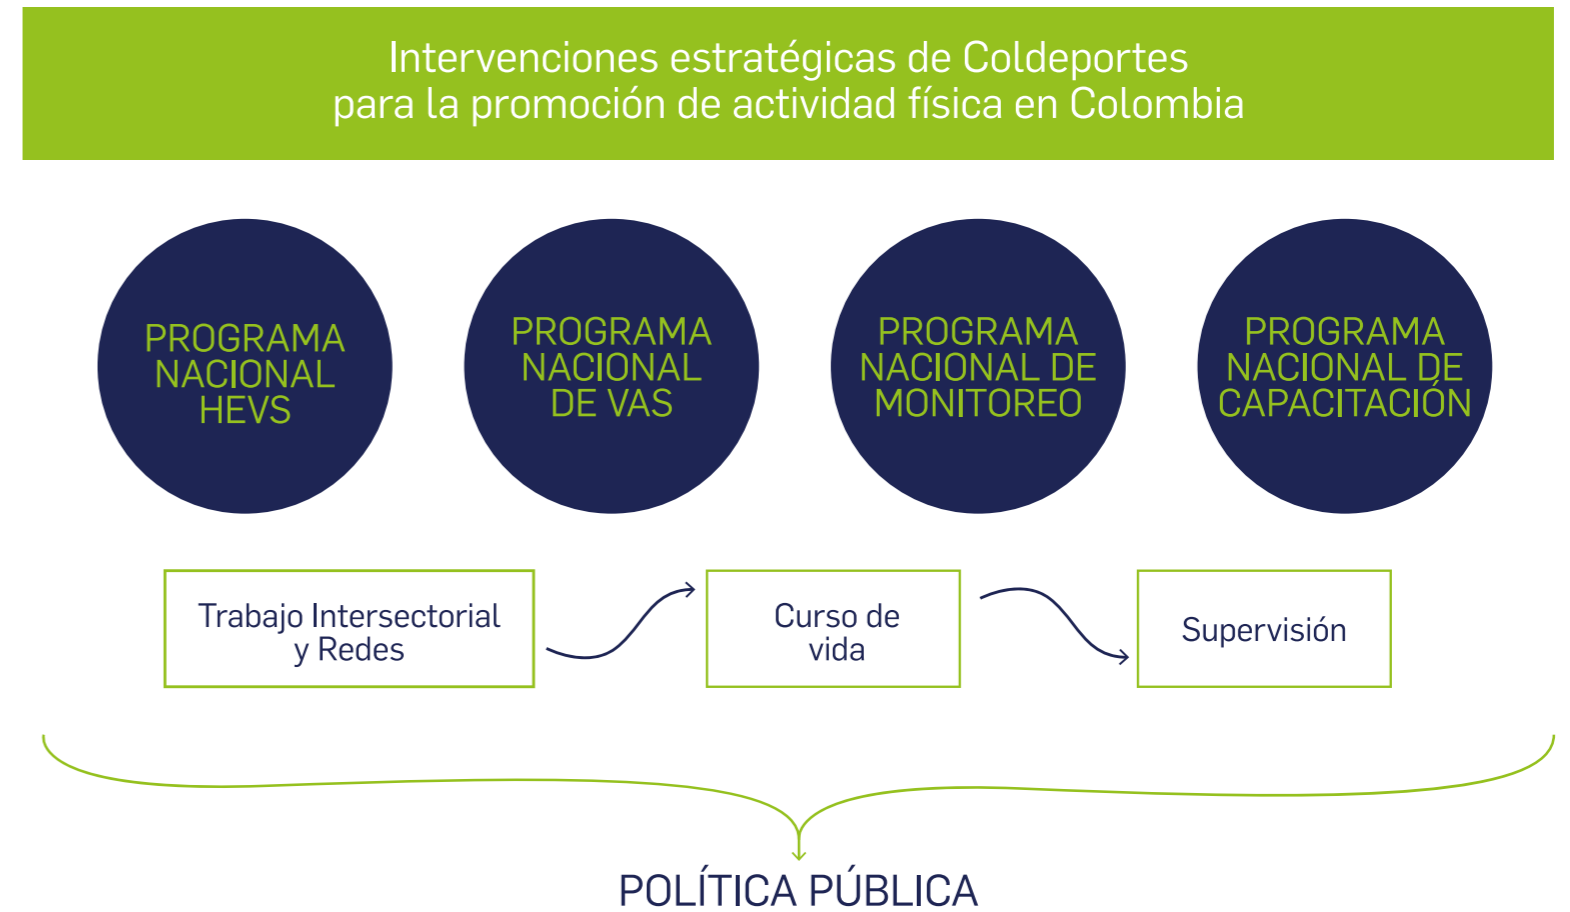 Intervenciones estratégicas de Coldeportes
para la promoción de actividad física en Colombia
PROGRAMA
NACIONAL
HEVS
PROGRAMA
NACIONAL
DE VAS
PROGRAMA
NACIONAL DE
MONITOREO
PROGRAMA
NACIONAL DE
CAPACITACIÓN
Trabajo Intersectorial
y Redes
Curso de
vida
Supervisión
POLÍTICA PÚBLICA